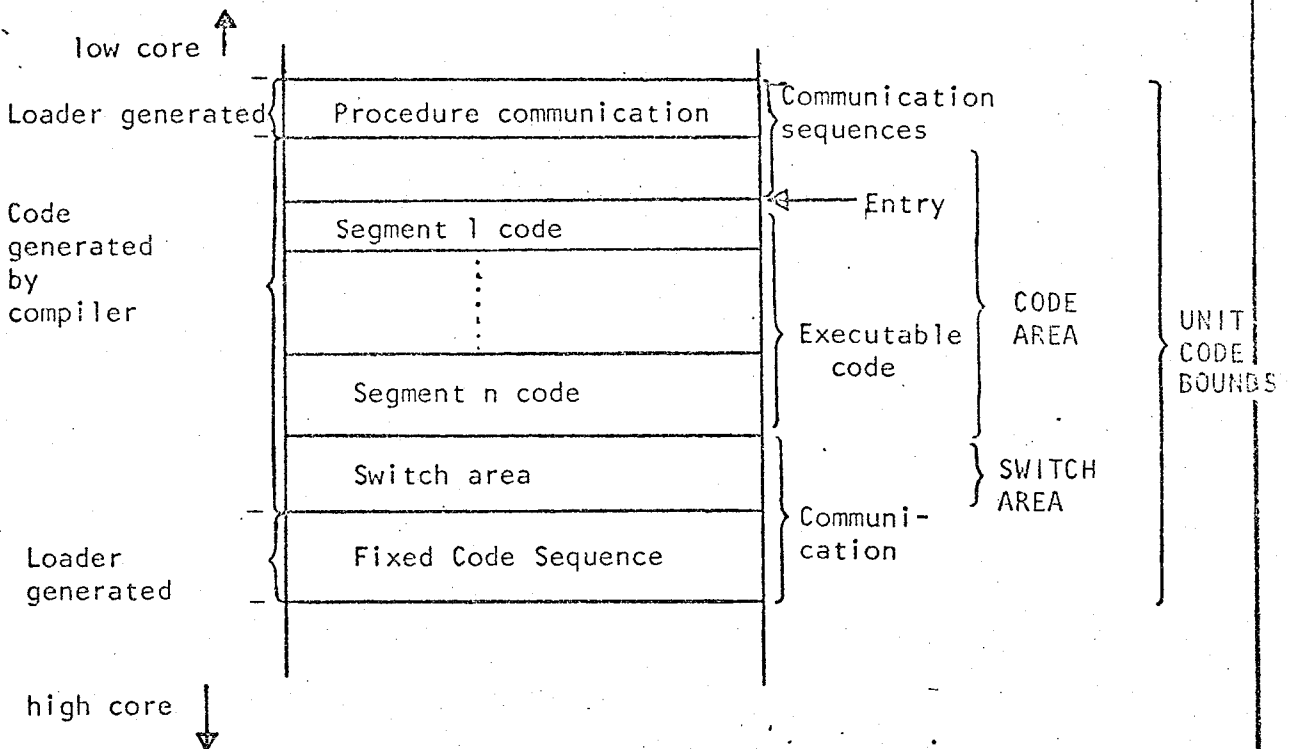 low core
Loader generated
Procedure communication
Communication
sequences
Entry
Code
generated
by
compiler
Segment 1 code
Executable
code
CODE
AREA
UNIT
CODE
BOUNDS
Segment n code
Switch area
SWITCH
AREA
Communi-
cation
Loader
generated
Fixed Code Sequence
high core